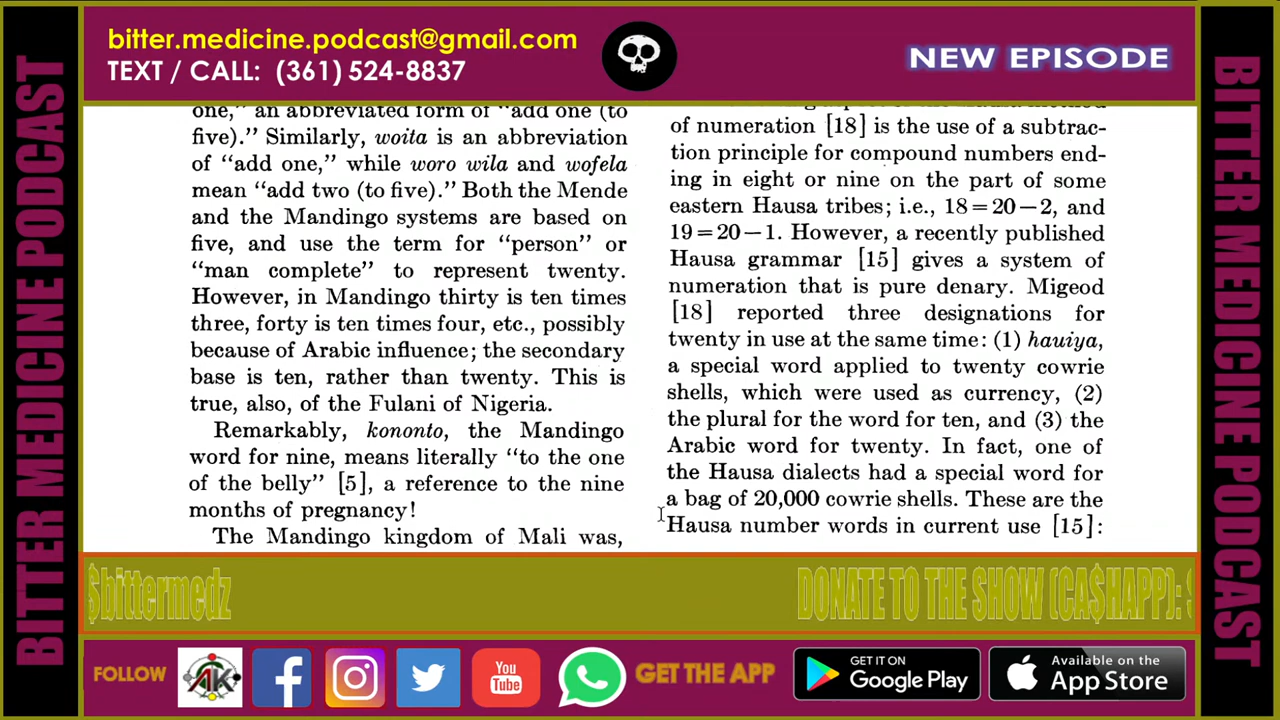 bitter.medicine.podcast@gmail.com
TEXT / CALL: (361) 524-8837
NEW EPISODE
BITTER MEDICINE PODCAST
one,” an abbreviated form of “add one (to
five).” Similarly, woita is an abbreviation
of “add one,” while woro wila and wofela
mean “add two (to five).” Both the Mende
and the Mandingo systems are based on
five, and use the term for “person” or
“man complete” to represent twenty.
However, in Mandingo thirty is ten times
three, forty is ten times four, etc., possibly
because of Arabic influence; the secondary
base is ten, rather than twenty. This is
true, also, of the Fulani of Nigeria.
Remarkably, kononto, the Mandingo
word for nine, means literally “to the one
of the belly” [5], a reference to the nine
months of pregnancy!
The Mandingo kingdom of Mali was,
of numeration [18] is the use of a subtrac-
tion principle for compound numbers end-
ing in eight or nine on the part of some
eastern Hausa tribes; i.e., 18=20−2, and
19=20−1. However, a recently published
Hausa grammar [15] gives a system of
numeration that is pure denary. Migeod
[18] reported three designations for
twenty in use at the same time: (1) hauiya,
a special word applied to twenty cowrie
shells, which were used as currency, (2)
the plural for the word for ten, and (3) the
Arabic word for twenty. In fact, one of
the Hausa dialects had a special word for
a bag of 20,000 cowrie shells. These are the
Hausa number words in current use [15]:
BITTER MEDICINE PODCAST
$bittermedz
DONATE TO THE SHOW (CA$HAPP): $
FOLLOW
ATK
You
Tube
GET THE APP
GET IT ON
Google Play
Available on the
App Store